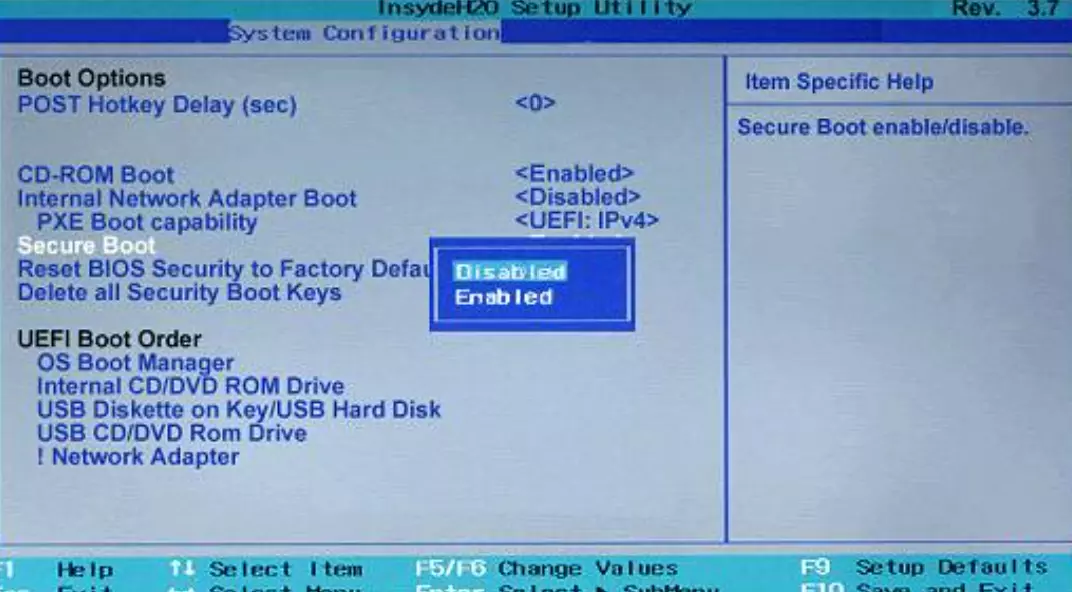 InsydeH2O Setup Utility Rev. 3.7
System Configuration
Boot Options
POST Hotkey Delay (sec) <0>
CD-ROM Boot <Enabled>
Internal Network Adapter Boot <Disabled>
PXE Boot capability <UEFI: IPv4>
Secure Boot
Reset BIOS Security to Factory Defau
Delete all Security Boot Keys
Disabled
Enabled
UEFI Boot Order
OS Boot Manager
Internal CD/DVD ROM Drive
USB Diskette on Key/USB Hard Disk
USB CD/DVD Rom Drive
! Network Adapter
Item Specific Help
Secure Boot enable/disable.
F1 Help ↑↓ Select Item F5/F6 Change Values F9 Setup Defaults
Exit Select Menu Enter Select ▶ SubMenu F10 Save and Exit